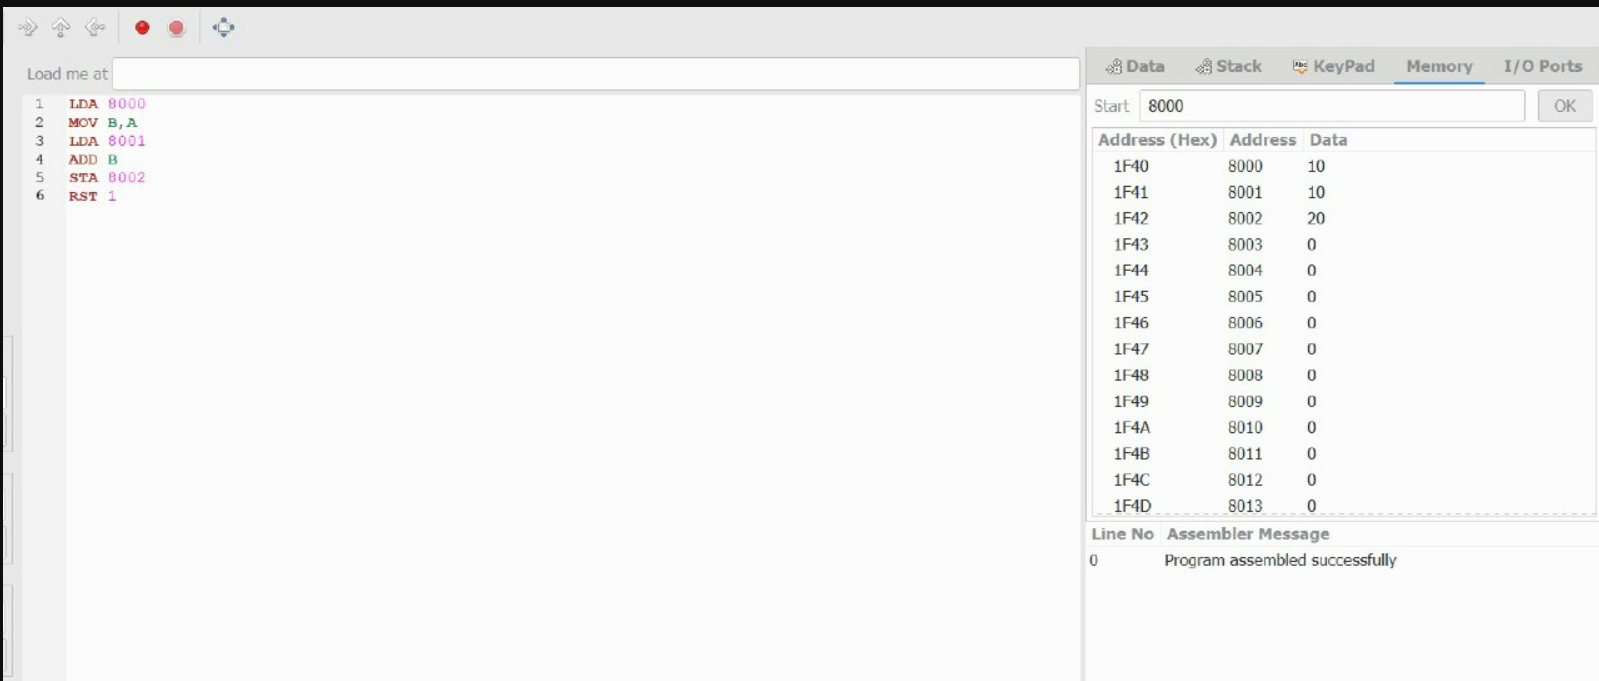 Load me at
1 LDA 8000
2 MOV B,A
3 LDA 8001
4 ADD B
5 STA 8002
6 RST 1
Data Stack KeyPad Memory I/O Ports
Start 8000 OK
Address (Hex) Address Data
1F40 8000 10
1F41 8001 10
1F42 8002 20
1F43 8003 0
1F44 8004 0
1F45 8005 0
1F46 8006 0
1F47 8007 0
1F48 8008 0
1F49 8009 0
1F4A 8010 0
1F4B 8011 0
1F4C 8012 0
1F4D 8013 0
Line No Assembler Message
0 Program assembled successfully